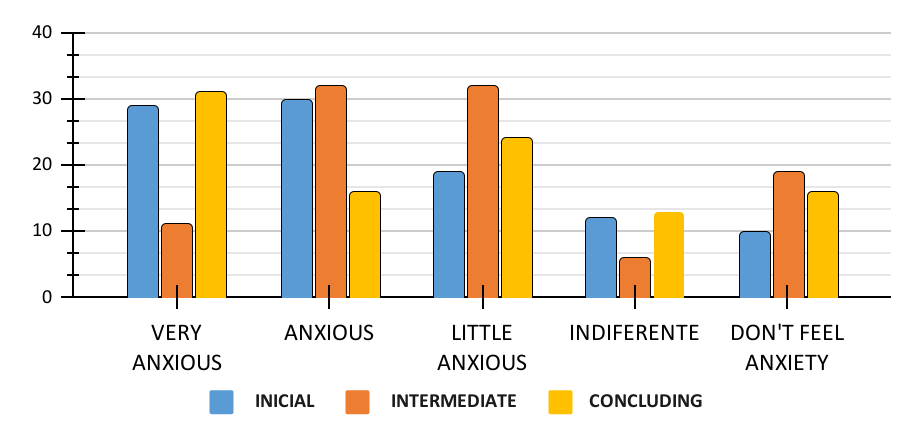 40
30
20
10
0
VERY ANXIOUS
ANXIOUS
LITTLE ANXIOUS
INDIFERENTE
DON'T FEEL ANXIETY
INICIAL INTERMEDIATE CONCLUDING